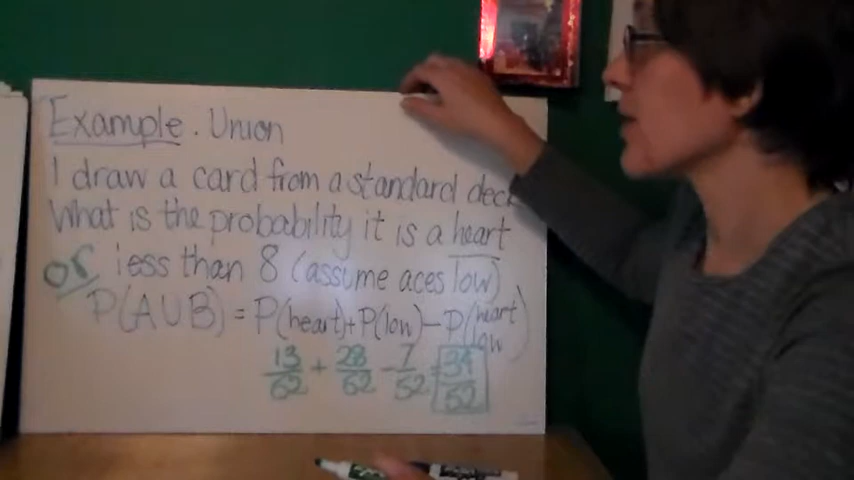 Example. Union
I draw a card from a standard deck
What is the probability it is a heart
or less than 8 (assume aces low)
P(A∪B) = P(heart)+P(low)-P(heart low)
13/52 + 28/52 - 7/52 = 34/52